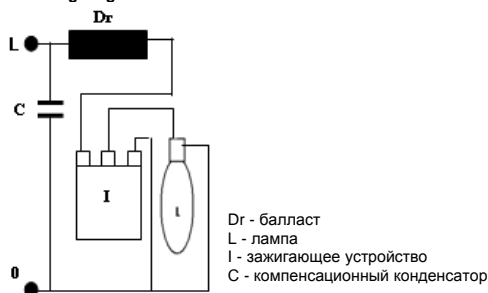 Dr
L
C
I
L
0
Dr - балласт
L - лампа
I - зажигающее устройство
C - компенсационный конденсатор